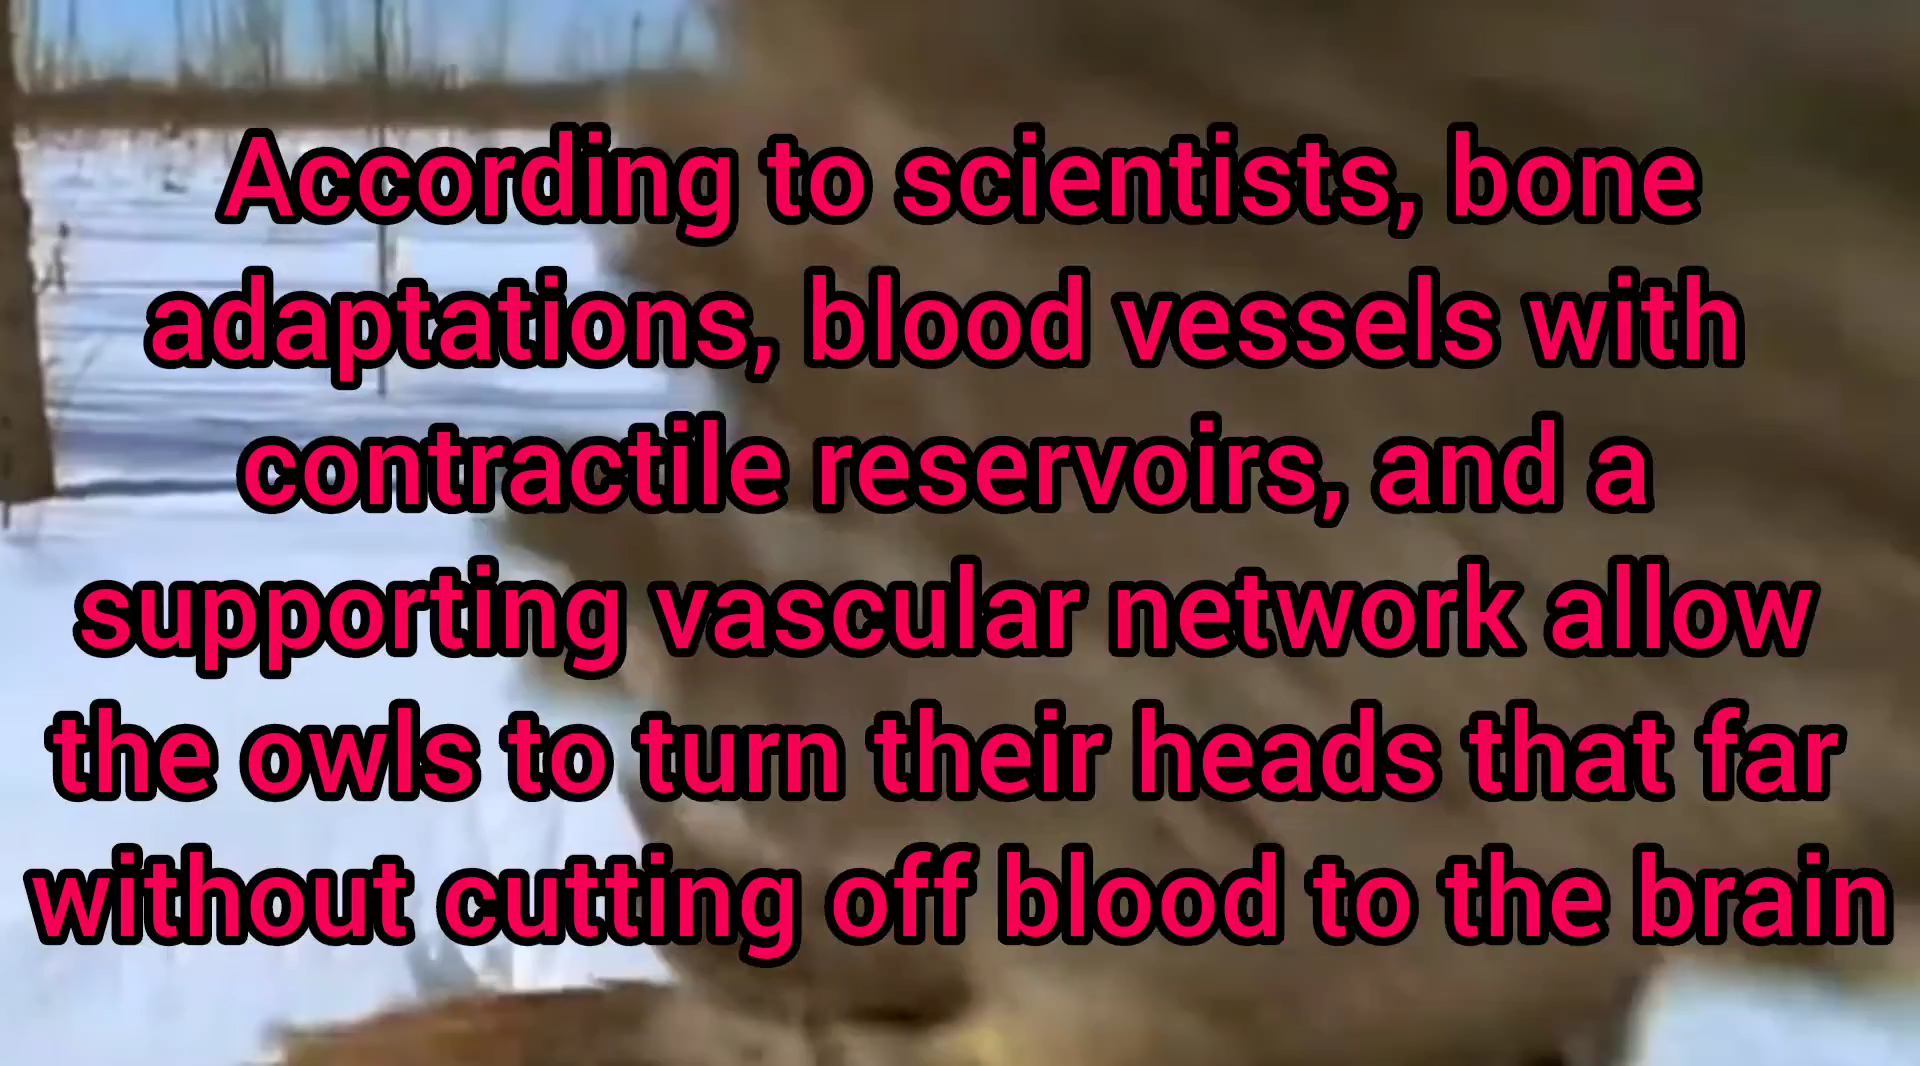 According to scientists, bone
adaptations, blood vessels with
contractile reservoirs, and a
supporting vascular network allow
the owls to turn their heads that far
without cutting off blood to the brain